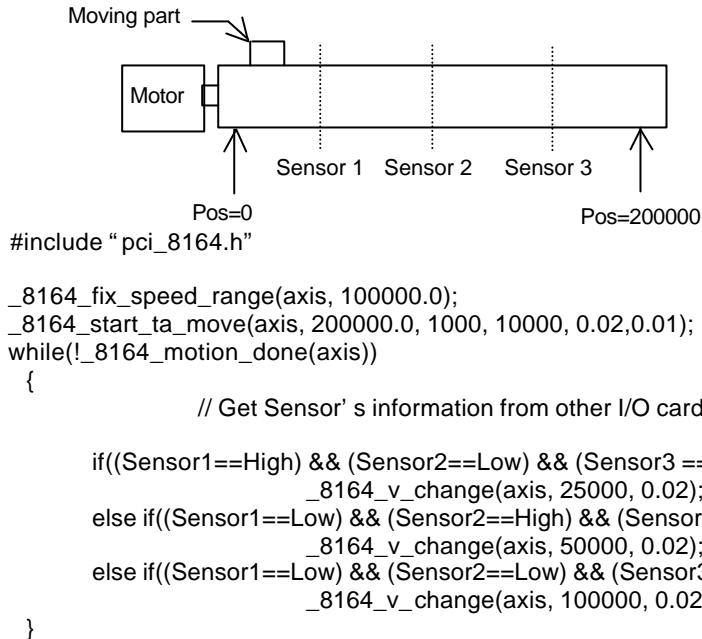 Moving part
Motor
Sensor 1 Sensor 2 Sensor 3
Pos=0
Pos=200000
#include “pci_8164.h”
_8164_fix_speed_range(axis, 100000.0);
_8164_start_ta_move(axis, 200000.0, 1000, 10000, 0.02,0.01);
while(!_8164_motion_done(axis))
{
// Get Sensor’ s information from other I/O card
if((Sensor1==High) && (Sensor2==Low) && (Sensor3 ==
_8164_v_change(axis, 25000, 0.02);
else if((Sensor1==Low) && (Sensor2==High) && (Sensor
_8164_v_change(axis, 50000, 0.02);
else if((Sensor1==Low) && (Sensor2==Low) && (Sensor3
_8164_v_change(axis, 100000, 0.02
}